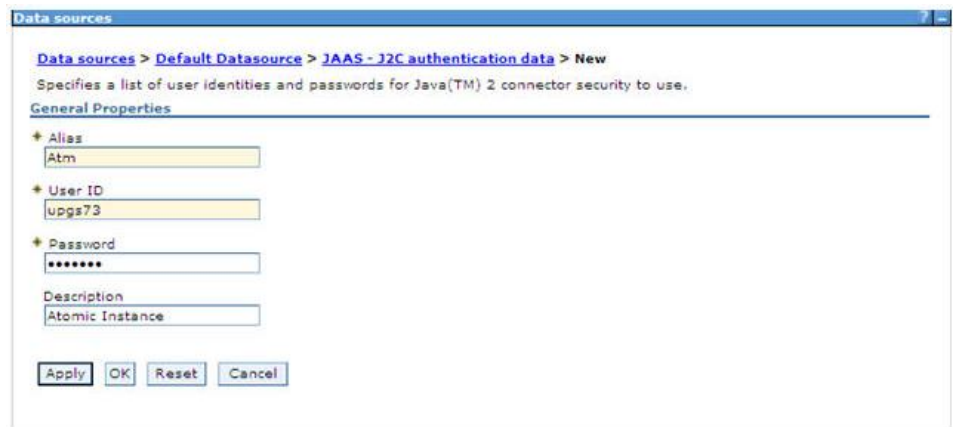 Data sources ? –
Data sources > Default Datasource > JAAS - J2C authentication data > New
Specifies a list of user identities and passwords for Java(TM) 2 connector security to use.
General Properties
Alias
Atm
User ID
upgs73
Password
•••••••
Description
Atomic Instance
Apply OK Reset Cancel